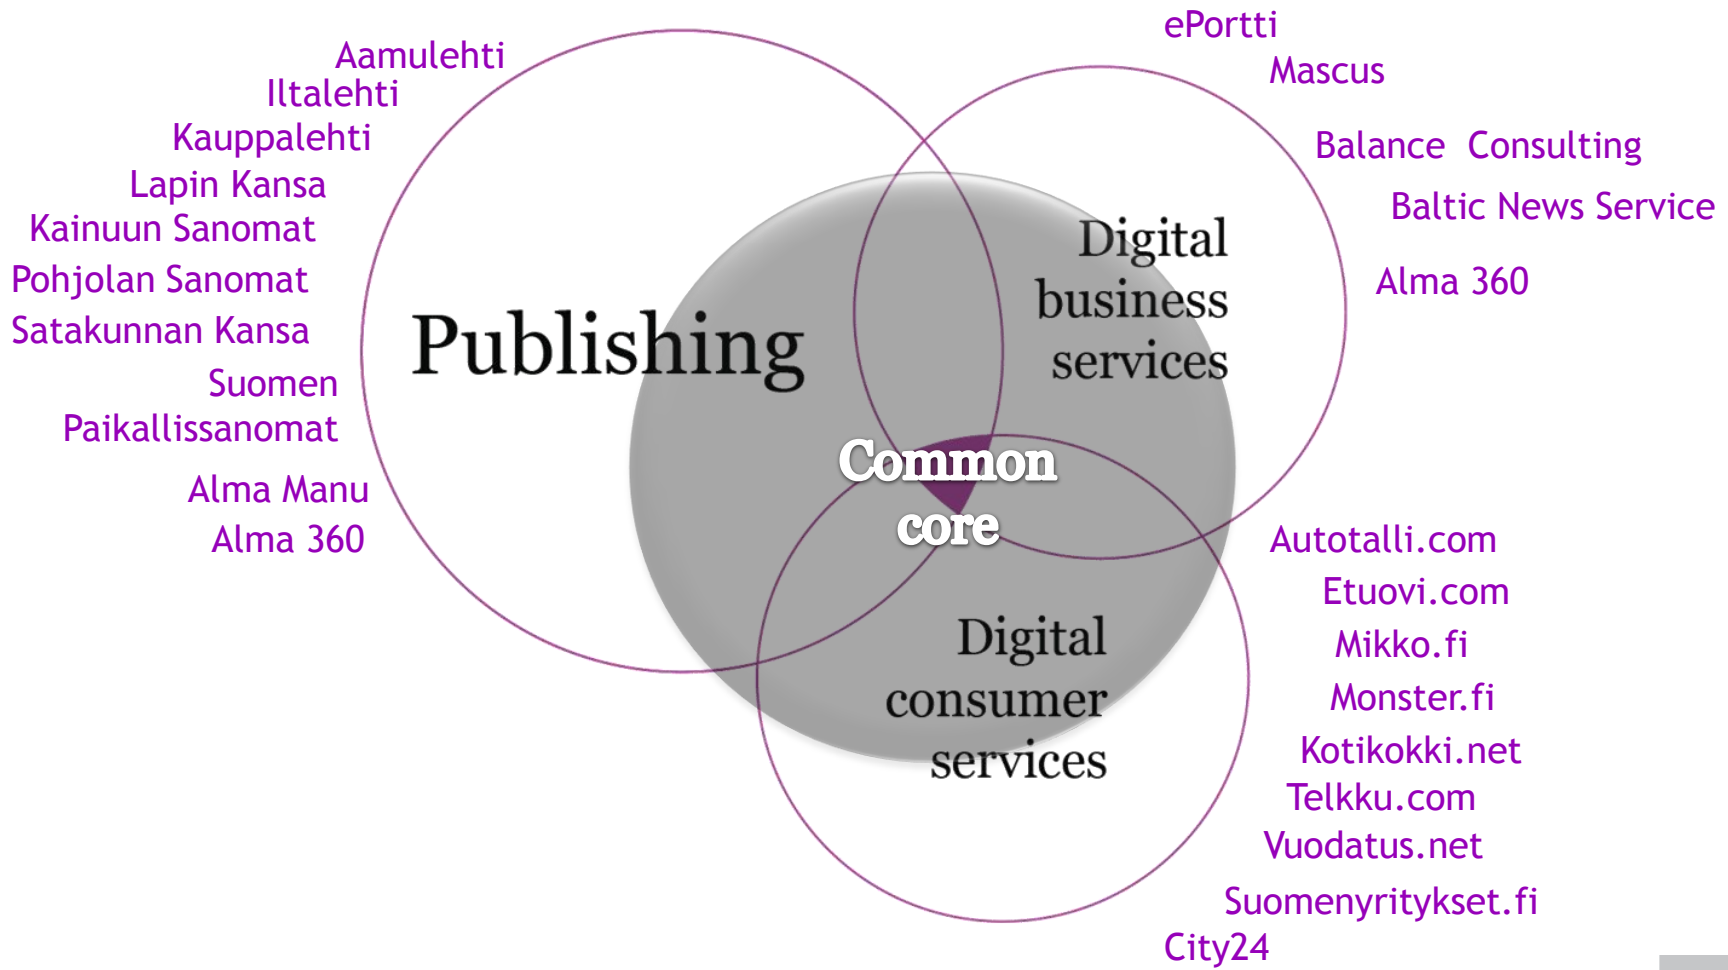 Aamulehti
Iltalehti
Kauppalehti
Lapin Kansa
Kainuun Sanomat
Pohjolan Sanomat
Satakunnan Kansa
Suomen
Paikallissanomat
Alma Manu
Alma 360
Publishing
ePortti
Mascus
Balance Consulting
Baltic News Service
Alma 360
Digital
business
services
Common
core
Digital
consumer
services
Autotalli.com
Etuovi.com
Mikko.fi
Monster.fi
Kotikokki.net
Telkku.com
Vuodatus.net
Suomenyritykset.fi
City24